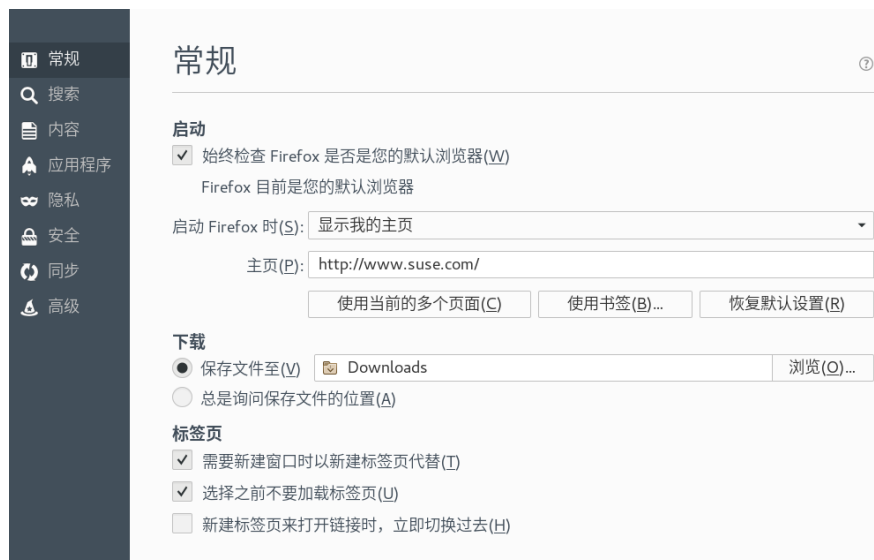 常规
搜索
内容
应用程序
隐私
安全
同步
高级
常规
启动
始终检查 Firefox 是否是您的默认浏览器(W)
Firefox 目前是您的默认浏览器
启动 Firefox 时(S): 显示我的主页
主页(P): http://www.suse.com/
使用当前的多个页面(C) 使用书签(B)... 恢复默认设置(R)
下载
保存文件至(V) Downloads 浏览(O)...
总是询问保存文件的位置(A)
标签页
需要新建窗口时以新建标签页代替(T)
选择之前不要加载标签页(U)
新建标签页来打开链接时，立即切换过去(H)